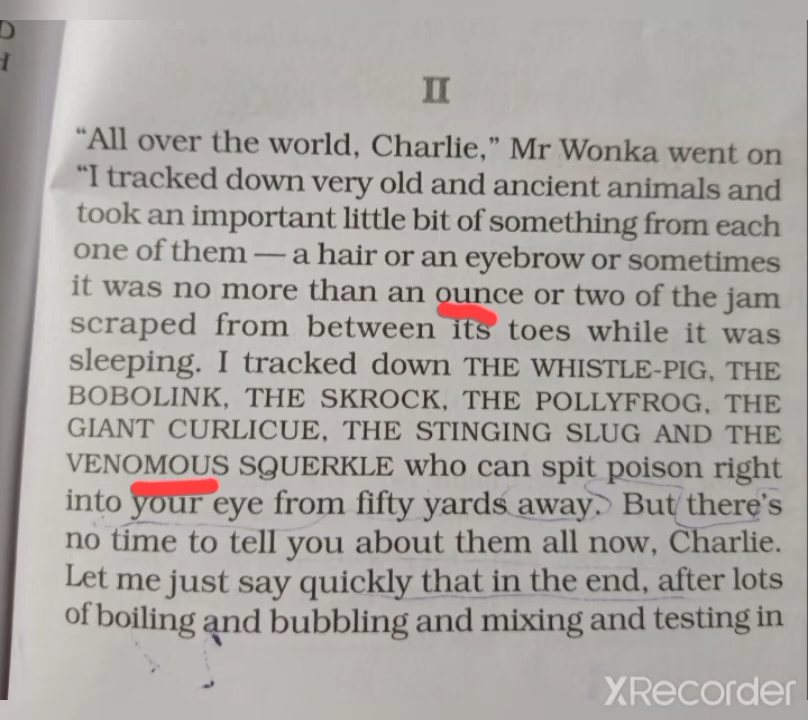 D
II
"All over the world, Charlie," Mr Wonka went on
"I tracked down very old and ancient animals and
took an important little bit of something from each
one of them — a hair or an eyebrow or sometimes
it was no more than an ounce or two of the jam
scraped from between its toes while it was
sleeping. I tracked down THE WHISTLE-PIG, THE
BOBOLINK, THE SKROCK, THE POLLYFROG, THE
GIANT CURLICUE, THE STINGING SLUG AND THE
VENOMOUS SQUERKLE who can spit poison right
into your eye from fifty yards away. But there's
no time to tell you about them all now, Charlie.
Let me just say quickly that in the end, after lots
of boiling and bubbling and mixing and testing in
XRecorder